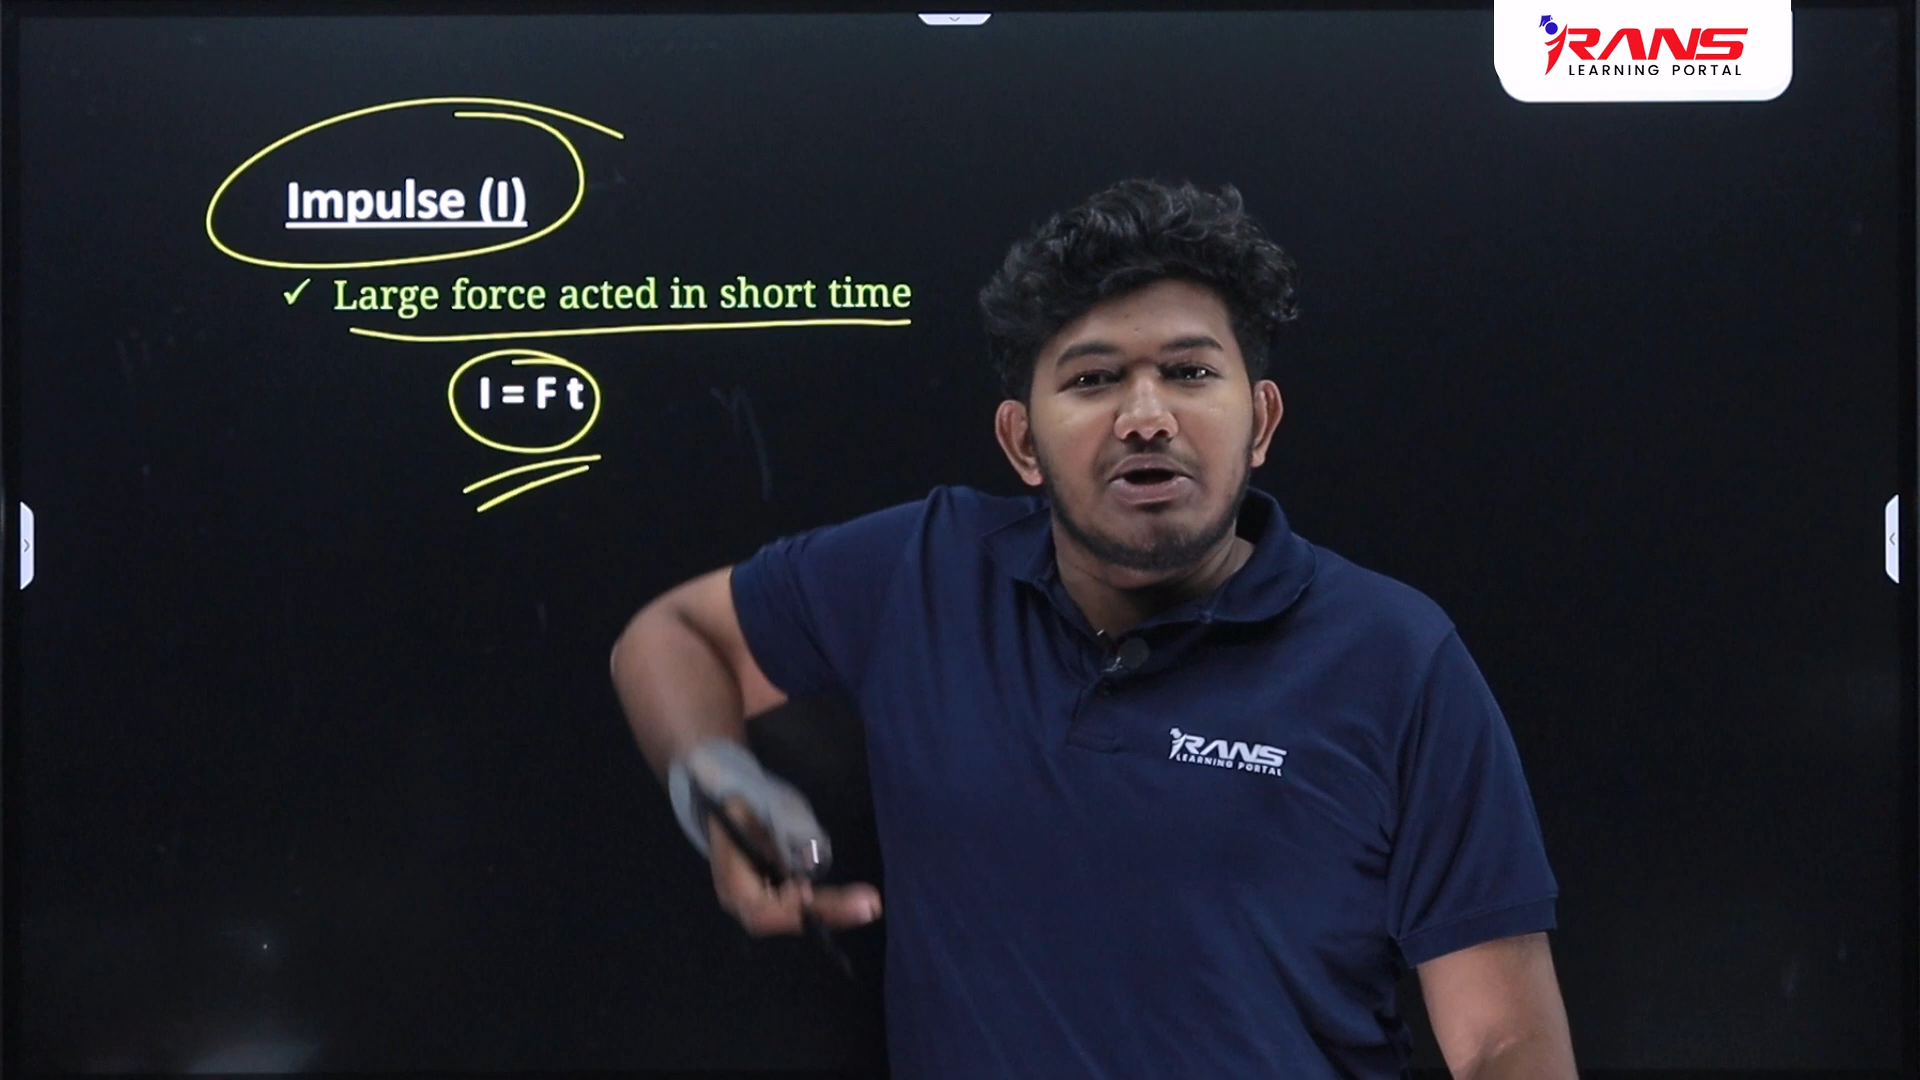 RANS
LEARNING PORTAL
Impulse (I)
✓ Large force acted in short time
I = F t
RANS
LEARNING PORTAL